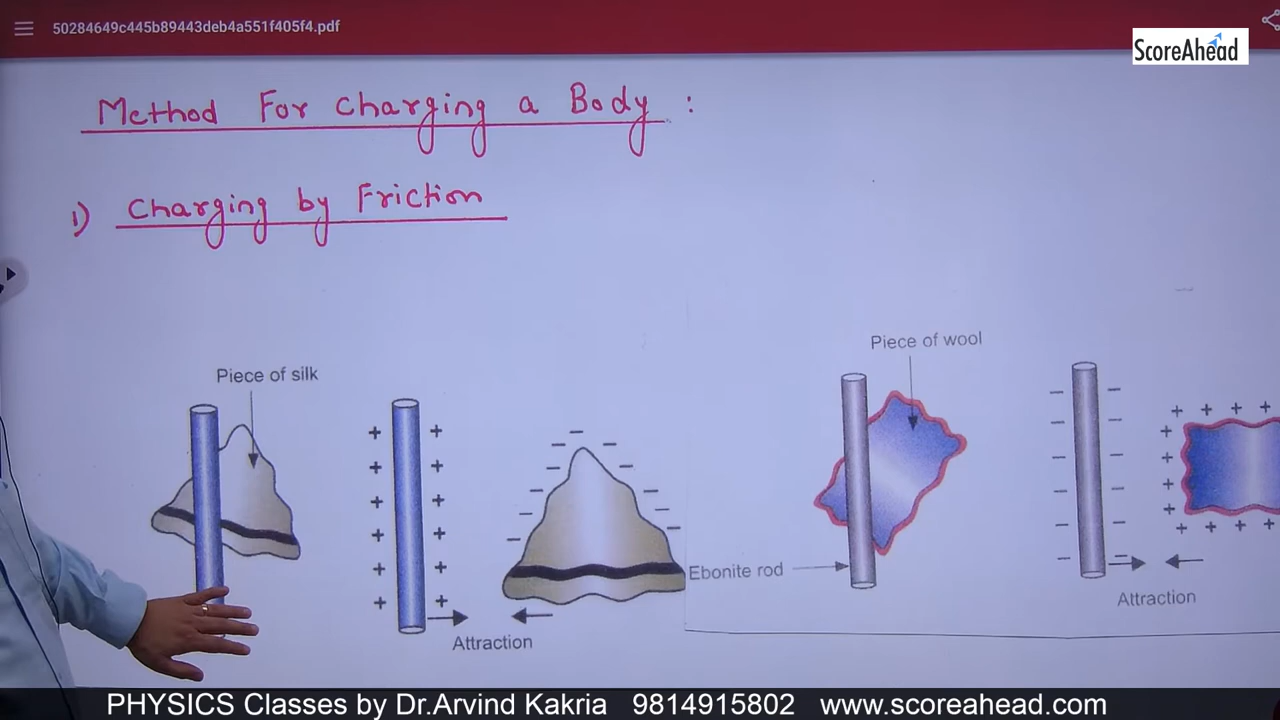 50284649c445b89443deb4a551f405f4.pdf
ScoreAhead
Method For Charging a Body :
1) Charging by Friction
Piece of silk
Attraction
Piece of wool
Ebonite rod
Attraction
PHYSICS Classes by Dr.Arvind Kakria 9814915802 www.scoreahead.com